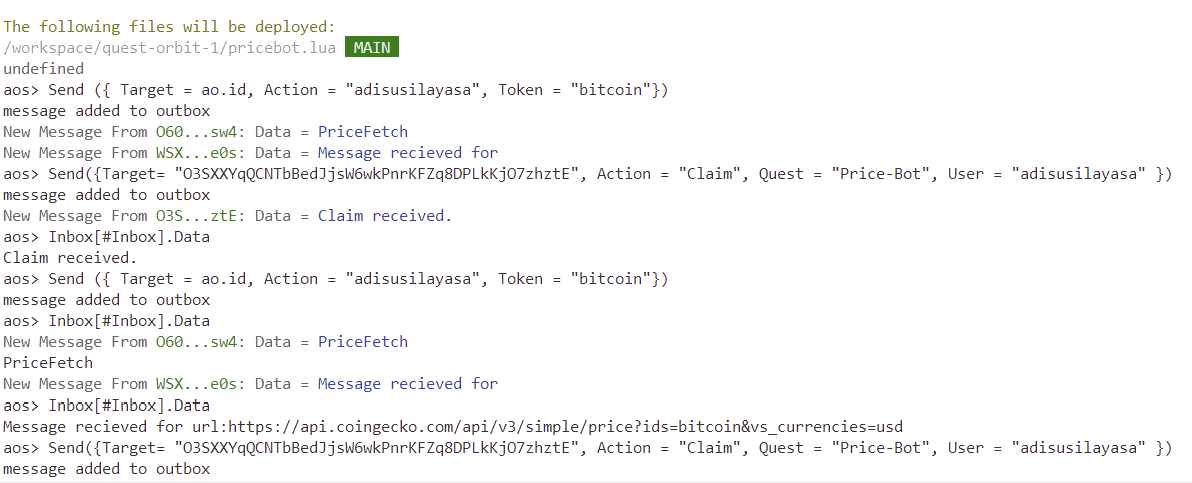 The following files will be deployed:
/workspace/quest-orbit-1/pricebot.lua MAIN
undefined
aos> Send ({ Target = ao.id, Action = "adisusilayasa", Token = "bitcoin"})
message added to outbox
New Message From O60...sw4: Data = PriceFetch
New Message From WSX...e0s: Data = Message recieved for
aos> Send({Target= "O3SXXYqQCNTbBedJjsW6wkPnrKFZq8DPLkKjO7zhztE", Action = "Claim", Quest = "Price-Bot", User = "adisusilayasa" })
message added to outbox
New Message From O3S...ztE: Data = Claim received.
aos> Inbox[#Inbox].Data
Claim received.
aos> Send ({ Target = ao.id, Action = "adisusilayasa", Token = "bitcoin"})
message added to outbox
aos> Inbox[#Inbox].Data
New Message From O60...sw4: Data = PriceFetch
PriceFetch
New Message From WSX...e0s: Data = Message recieved for
aos> Inbox[#Inbox].Data
Message recieved for url:https://api.coingecko.com/api/v3/simple/price?ids=bitcoin&vs_currencies=usd
aos> Send({Target= "O3SXXYqQCNTbBedJjsW6wkPnrKFZq8DPLkKjO7zhztE", Action = "Claim", Quest = "Price-Bot", User = "adisusilayasa" })
message added to outbox